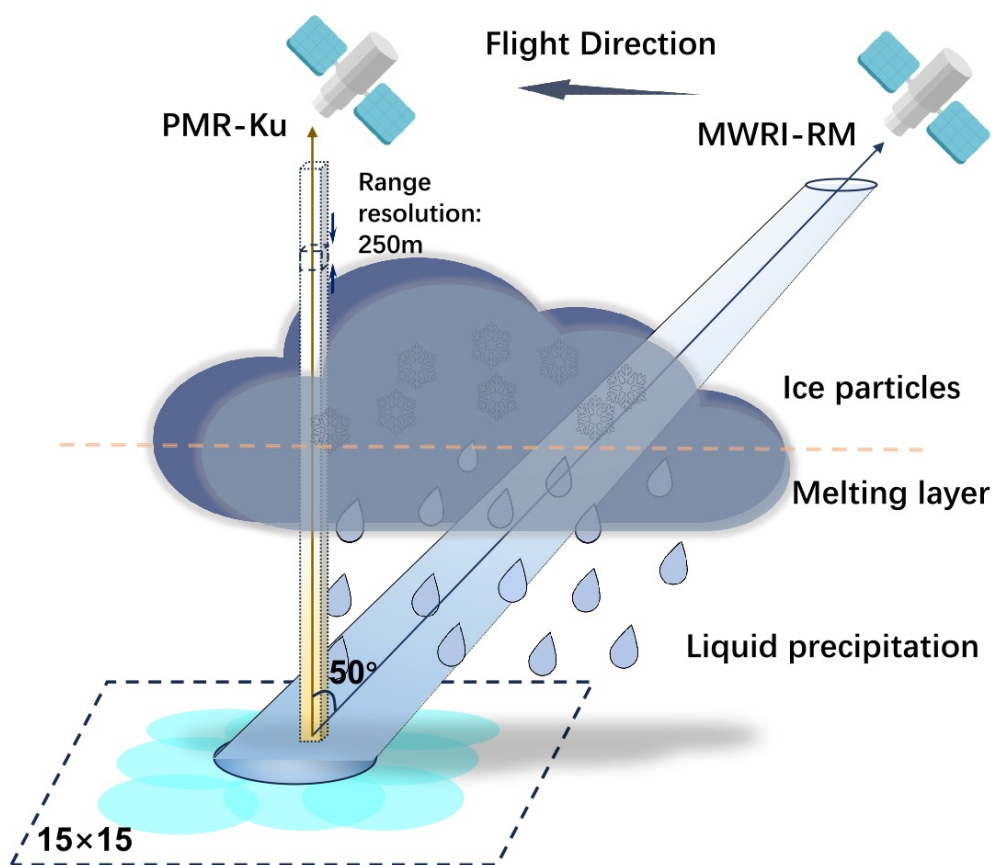 Flight Direction
PMR-Ku
MWRI-RM
Range
resolution:
250m
Ice particles
Melting layer
Liquid precipitation
50°
15×15